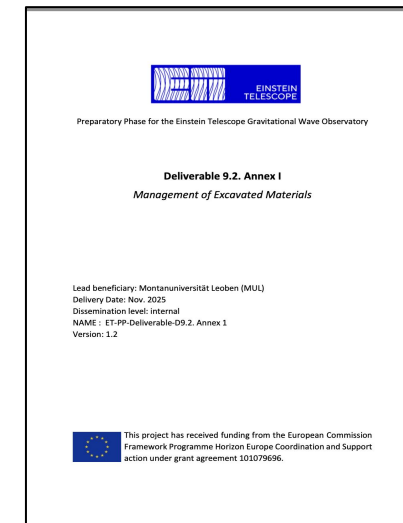 EINSTEIN
TELESCOPE
Preparatory Phase for the Einstein Telescope Gravitational Wave Observatory
Deliverable 9.2. Annex I
Management of Excavated Materials
Lead beneficiary: Montanuniversität Leoben (MUL)
Delivery Date: Nov. 2025
Dissemination level: internal
NAME : ET-PP-Deliverable-D9.2. Annex 1
Version: 1.2
This project has received funding from the European Commission
Framework Programme Horizon Europe Coordination and Support
action under grant agreement 101079696.